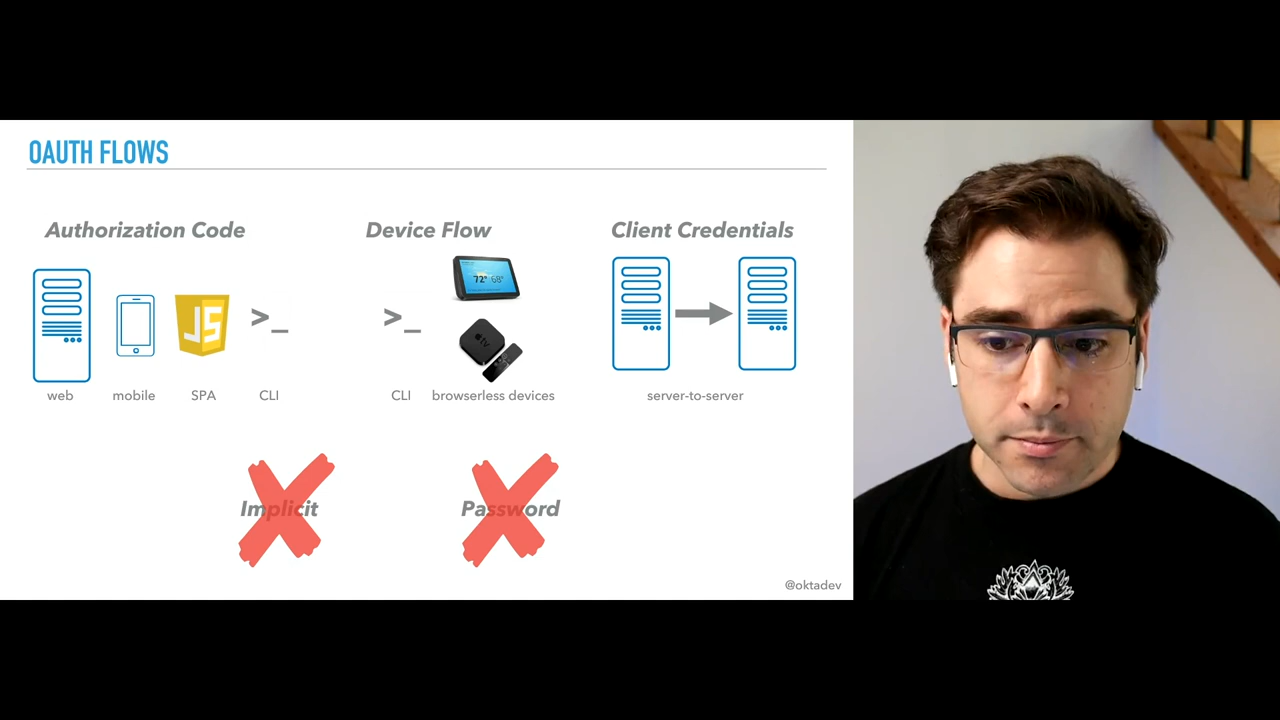 OAUTH FLOWS
Authorization Code
Device Flow
Client Credentials
72° 68°
JS
>_
>_
tv
web
mobile
SPA
CLI
CLI
browserless devices
server-to-server
Implicit
Password
@oktadev